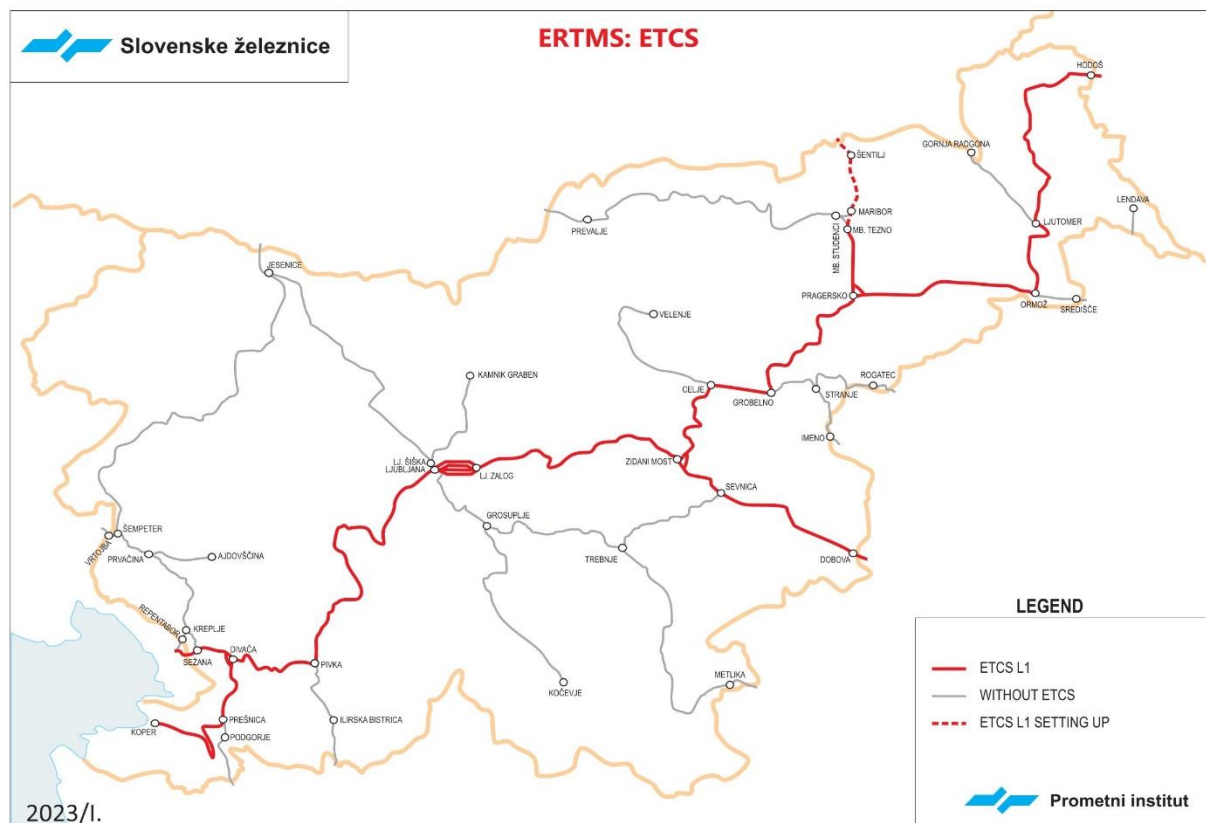 Slovenske železnice
ERTMS: ETCS
HODOŠ
ŠENTILJ
GORNJA RADGONA
LENDAVA
MARIBOR
PREVALJE
LJUTOMER
MB. STUDENCI
MB. TEZNO
JESENICE
PRAGERSKO
ORMOŽ
SREDIŠČE
VELENJE
KAMNIK GRABEN
CELJE
ROGATEC
GROBELNO
STRANJE
IMENO
LJ. ŠIŠKA
LJUBLJANA
LJ. ZALOG
ZIDANI MOST
SEVNICA
GROSUPLJE
ŠEMPETER
VRTOJBA
PRVAČINA
AJDOVŠČINA
TREBNJE
DOBOVA
REPENTABOR
KREPLJE
SEŽANA
DIVAČA
PIVKA
KOČEVJE
METLIKA
KOPER
PREŠNICA
PODGORJE
ILIRSKA BISTRICA
LEGEND
ETCS L1
WITHOUT ETCS
ETCS L1 SETTING UP
Prometni institut
2023/I.